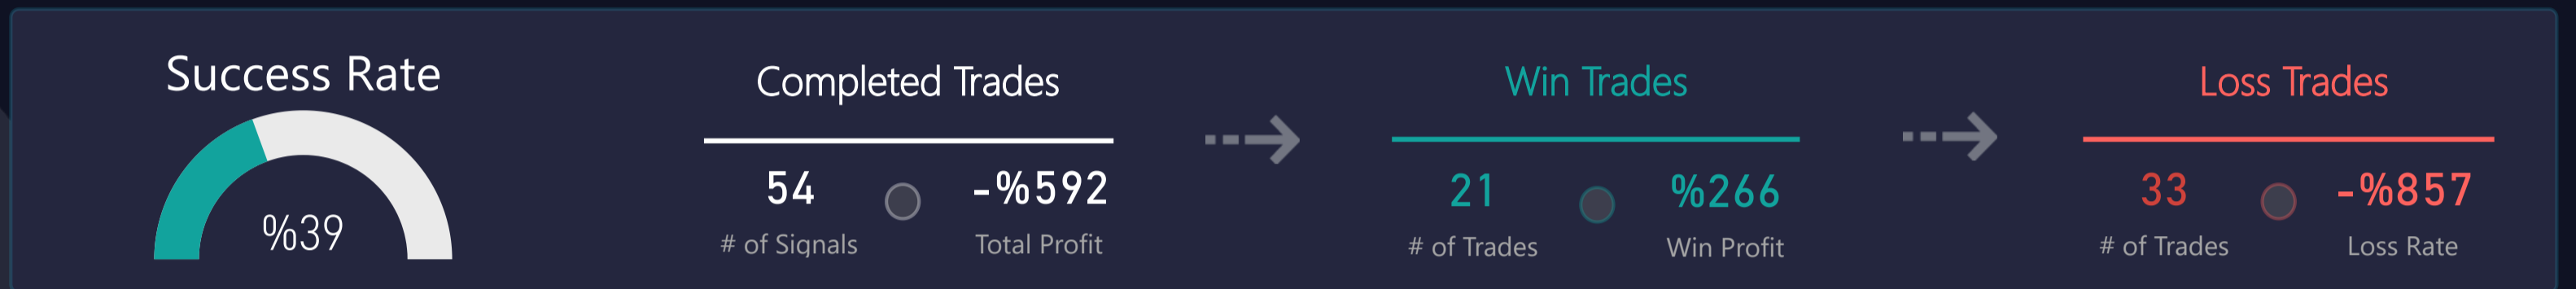 Success Rate
%39
Completed Trades
54 -%592
# of Signals Total Profit
Win Trades
21 %266
# of Trades Win Profit
Loss Trades
33 -%857
# of Trades Loss Rate